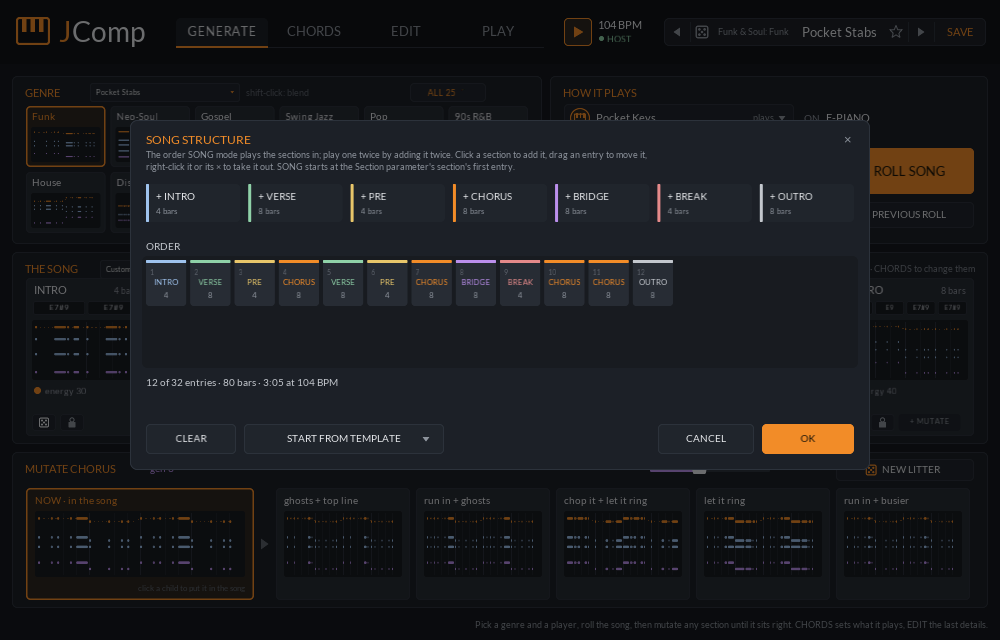 JComp
GENERATE CHORDS EDIT PLAY
104 BPM
HOST
Funk & Soul Funk Pocket Stabs SAVE
GENRE Pocket Stabs shift-click: blend ALL 25
Funk Neo-Soul Gospel Swing Jazz Pop 90s R&B
House
HOW IT PLAYS
Pocket Keys plays ON E-PIANO
ROLL SONG
PREVIOUS ROLL
SONG STRUCTURE ×
The order SONG mode plays the sections in; play one twice by adding it twice. Click a section to add it, drag an entry to move it,
right-click it or its × to take it out. SONG starts at the Section parameter's section's first entry.
+ INTRO + VERSE + PRE + CHORUS + BRIDGE + BREAK + OUTRO
4 bars 8 bars 4 bars 8 bars 8 bars 4 bars 8 bars
ORDER
1 2 3 4 5 6 7 8 9 10 11 12
INTRO VERSE PRE CHORUS VERSE PRE CHORUS BRIDGE BREAK CHORUS CHORUS OUTRO
4 8 4 8 8 4 8 8 4 8 8 8
12 of 32 entries · 80 bars · 3:05 at 104 BPM
CLEAR START FROM TEMPLATE CANCEL OK
THE SONG
CHORDS to change them
INTRO
8 bars
E7#9 E7#9
E9 E7#9 E7#9
energy 30
+ MUTATE
MUTATE CHORUS
NEW LITTER
NOW · in the song
click a child to put it in the song
ghosts + top line run in + ghosts chop it + let it ring let it ring run in + busier
Pick a genre and a player, roll the song, then mutate any section until it sits right. CHORDS sets what it plays, EDIT the last details.